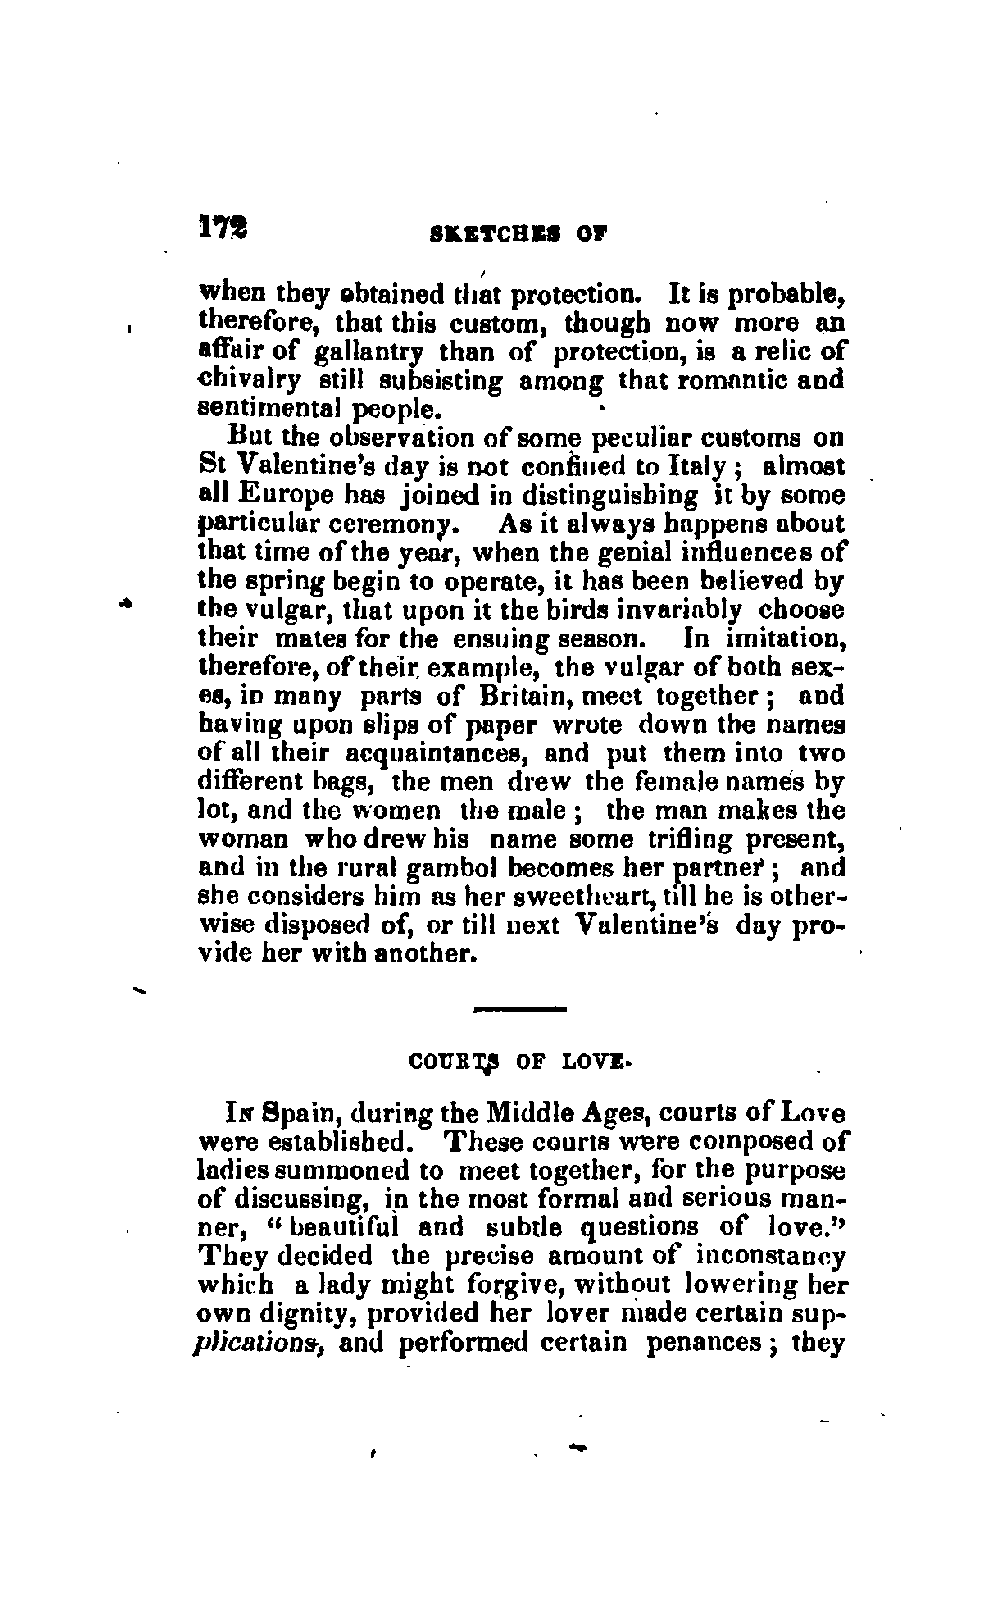 172 SKETCHES OF
when they obtained that protection. It is probable,
therefore, that this custom, though now more an
affair of gallantry than of protection, is a relic of
chivalry still subsisting among that romantic and
sentimental people.
But the observation of some peculiar customs on
St Valentine's day is not confined to Italy; almost
all Europe has joined in distinguishing it by some
particular ceremony. As it always happens about
that time of the year, when the genial influences of
the spring begin to operate, it has been believed by
the vulgar, that upon it the birds invariably choose
their mates for the ensuing season. In imitation,
therefore, of their example, the vulgar of both sex-
es, in many parts of Britain, meet together; and
having upon slips of paper wrote down the names
of all their acquaintances, and put them into two
different bags, the men drew the female names by
lot, and the women the male; the man makes the
woman who drew his name some trifling present,
and in the rural gambol becomes her partner; and
she considers him as her sweetheart, till he is other-
wise disposed of, or till next Valentine's day pro-
vide her with another.
COURTS OF LOVE.
IN Spain, during the Middle Ages, courts of Love
were established. These courts were composed of
ladies summoned to meet together, for the purpose
of discussing, in the most formal and serious man-
ner, "beautiful and subtle questions of love."
They decided the precise amount of inconstancy
which a lady might forgive, without lowering her
own dignity, provided her lover made certain sup-
plications, and performed certain penances; they